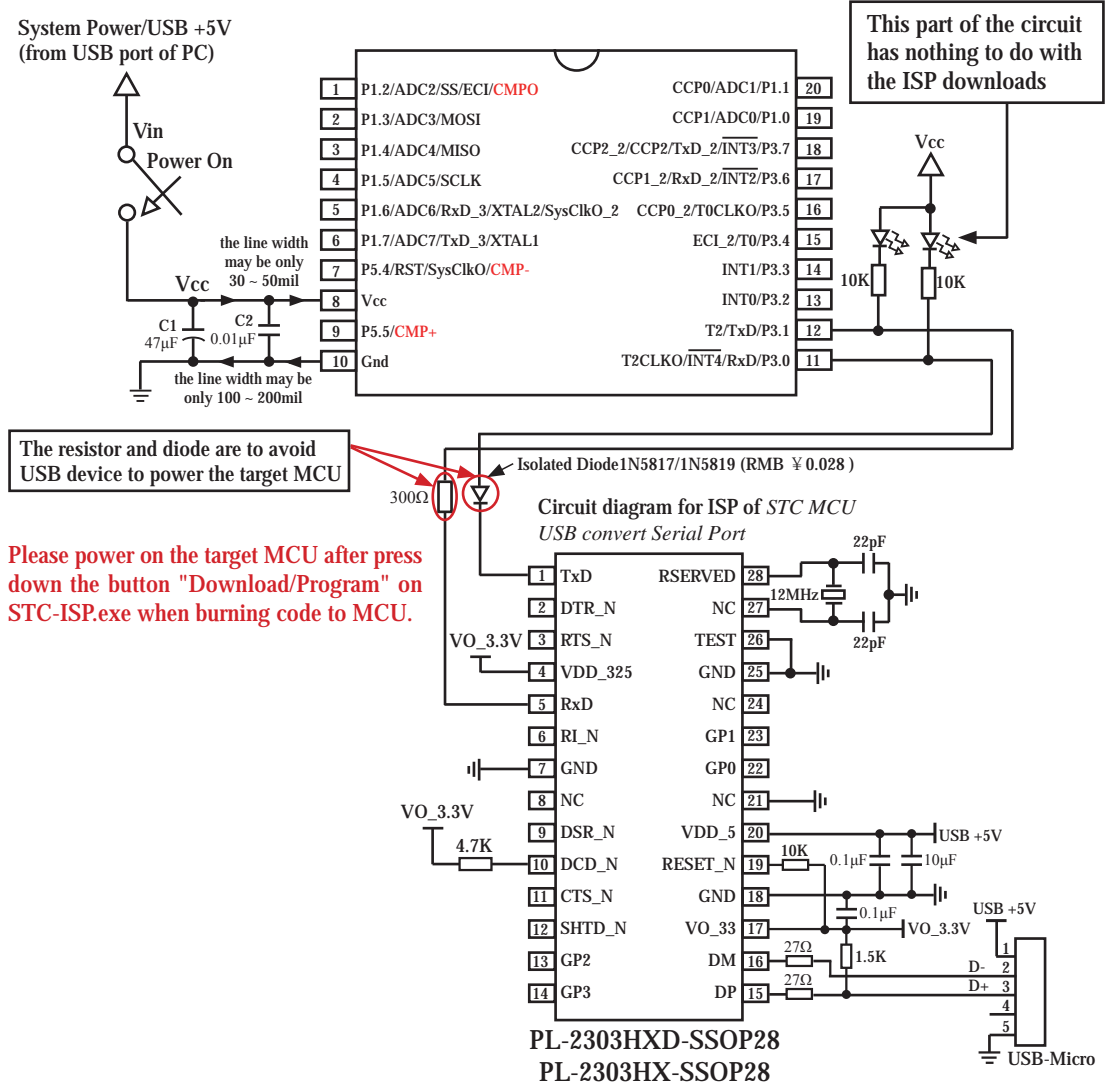 System Power/USB +5V
(from USB port of PC)
Vin
Power On
This part of the circuit
has nothing to do with
the ISP downloads
1 P1.2/ADC2/SS/ECI/CMPO
2 P1.3/ADC3/MOSI
3 P1.4/ADC4/MISO
4 P1.5/ADC5/SCLK
5 P1.6/ADC6/RxD_3/XTAL2/SysClkO_2
6 P1.7/ADC7/TxD_3/XTAL1
7 P5.4/RST/SysClkO/CMP-
8 Vcc
9 P5.5/CMP+
10 Gnd
CCP0/ADC1/P1.1 20
CCP1/ADC0/P1.0 19
CCP2_2/CCP2/TxD_2/INT3/P3.7 18
CCP1_2/RxD_2/INT2/P3.6 17
CCP0_2/T0CLKO/P3.5 16
ECI_2/T0/P3.4 15
INT1/P3.3 14
INT0/P3.2 13
T2/TxD/P3.1 12
T2CLKO/INT4/RxD/P3.0 11
Vcc
10K
10K
the line width
may be only
30 ~ 50mil
Vcc
C1
47μF
C2
0.01μF
the line width may be
only 100 ~ 200mil
The resistor and diode are to avoid
USB device to power the target MCU
300Ω
Isolated Diode1N5817/1N5819 (RMB ¥0.028 )
Please power on the target MCU after press
down the button "Download/Program" on
STC-ISP.exe when burning code to MCU.
Circuit diagram for ISP of STC MCU
USB convert Serial Port
1 TxD
2 DTR_N
3 RTS_N
4 VDD_325
5 RxD
6 RI_N
7 GND
8 NC
9 DSR_N
10 DCD_N
11 CTS_N
12 SHTD_N
13 GP2
14 GP3
VO_3.3V
VO_3.3V
4.7K
RSERVED 28
NC 27
TEST 26
GND 25
NC 24
GP1 23
GP0 22
NC 21
VDD_5 20
RESET_N 19
GND 18
VO_33 17
DM 16
DP 15
22pF
12MHz
22pF
USB +5V
10K
0.1μF
10μF
0.1μF
VO_3.3V
1.5K
27Ω
27Ω
USB +5V
D-
D+
1
2
3
4
5
USB-Micro
PL-2303HXD-SSOP28
PL-2303HX-SSOP28